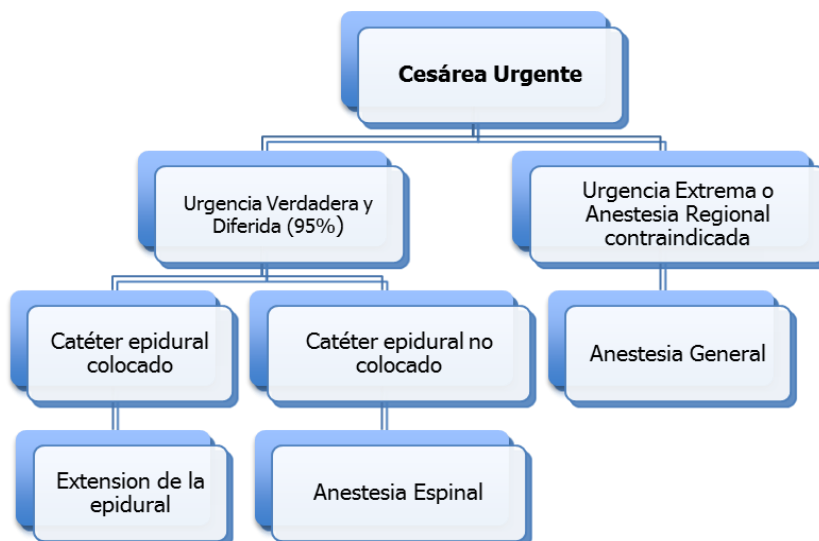 Cesárea Urgente
Urgencia Verdadera y
Diferida (95%)
Urgencia Extrema o
Anestesia Regional
contraindicada
Catéter epidural
colocado
Catéter epidural no
colocado
Anestesia General
Extension de la
epidural
Anestesia Espinal